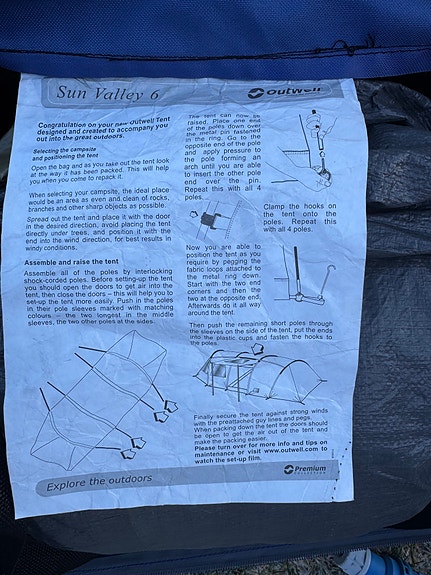 Sun Valley 6
Outwell
Congratulation on your new Outwell Tent
designed and created to accompany you
out into the great outdoors.
Selecting the campsite
and positioning the tent
Open the bag and as you take out the tent look
at the way it has been packed. This will help
you when you come to repack it.
When selecting your campsite, the ideal place
would be an area as even and clean of rocks,
branches and other sharp objects as possible.
Spread out the tent and place it with the door
in the desired direction, avoid placing the tent
directly under trees, and position it with the
end into the wind direction, for best results in
windy conditions.
Assemble and raise the tent
Assemble all of the poles by interlocking
shock-corded poles. Before setting-up the tent
you should open the doors to get air into the
tent, then close the doors – this will help you to
set-up the tent more easily. Push in the poles
in their pole sleeves marked with matching
colours – the two longest in the middle
sleeves, the two other poles at the sides.
The tent can now be
raised. Place one end
of the poles down over
the metal pin fastened
in the ring. Go to the
opposite end of the pole
and apply pressure to
the pole forming an
arch until you are able
to insert the other pole
end over the pin.
Repeat this with all 4
poles.
Clamp the hooks on
the tent onto the
poles. Repeat this
with all 4 poles.
Now you are able to
position the tent as you
require by pegging the
fabric loops attached to
the metal ring down.
Start with the two end
corners and then the
two at opposite end.
Afterwards do it all way
around the tent.
Then push the remaining short poles through
the sleeves on the side of the tent, put the ends
into the plastic cups and fasten the hooks to
the poles.
Finally secure the tent against strong winds
with the preattached guy lines and pegs.
When packing down the tent the doors should
be open to get the air out of the tent and
make the packing easier.
Please turn over for more info and tips on
maintenance or visit www.outwell.com to
watch the set-up film.
Explore the outdoors
Premium
COLLECTION